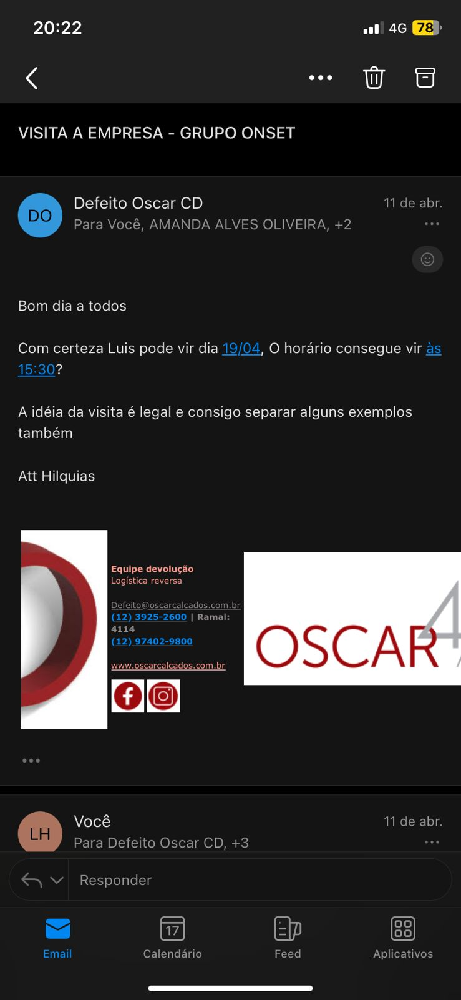 20:22
4G 78
VISITA A EMPRESA - GRUPO ONSET
DO
Defeito Oscar CD
11 de abr.
Para Você, AMANDA ALVES OLIVEIRA, +2
Bom dia a todos
Com certeza Luis pode vir dia 19/04, O horário consegue vir às
15:30?
A idéia da visita é legal e consigo separar alguns exemplos
também
Att Hilquias
Equipe devolução
Logística reversa
Defeito@oscarcalcados.com.br
(12) 3925-2600 | Ramal:
4114
(12) 97402-9800
www.oscarcalcados.com.br
OSCAR 4
LH
Você
11 de abr.
Para Defeito Oscar CD, +3
Responder
17
Email
Calendário
Feed
Aplicativos